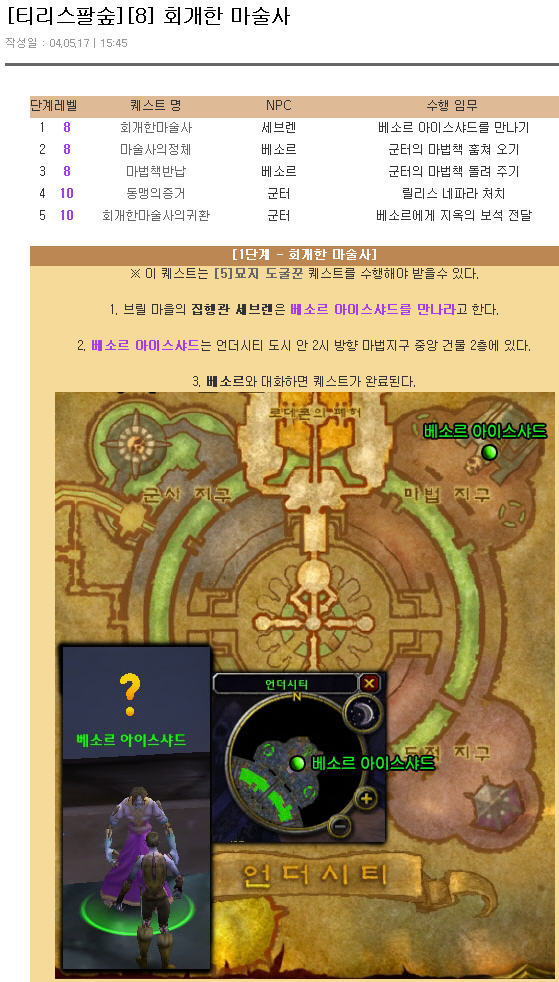 [티리스팔숲][8] 회개한 마술사
작성일 : 04.05.17 | 15:45
단계레벨 퀘스트 명 NPC 수행 임무
1 8 회개한마술사 세브렌 베소르 아이스샤드를 만나기
2 8 마술사의정체 베소르 군터의 마법책 훔쳐 오기
3 8 마법책반납 베소르 군터의 마법책 돌려 주기
4 10 동맹의증거 군터 릴리스 네파라 처치
5 10 회개한마술사의귀환 군터 베소르에게 지옥의 보석 전달
[1단계 - 회개한 마술사]
※ 이 퀘스트는 [5]묘지 도굴꾼 퀘스트를 수행해야 받을수 있다.
1. 브릴 마을의 집행관 세브렌은 베소르 아이스샤드를 만나라고 한다.
2. 베소르 아이스샤드는 언더시티 도시 안 2시 방향 마법지구 중앙 건물 2층에 있다.
3. 베소르와 대화하면 퀘스트가 완료된다.
로데론의 폐허
베소르 아이스샤드
군사 지구
마법 지구
언더시티
N
베소르 아이스샤드
베소르 아이스샤드
도적 지구
언더시티